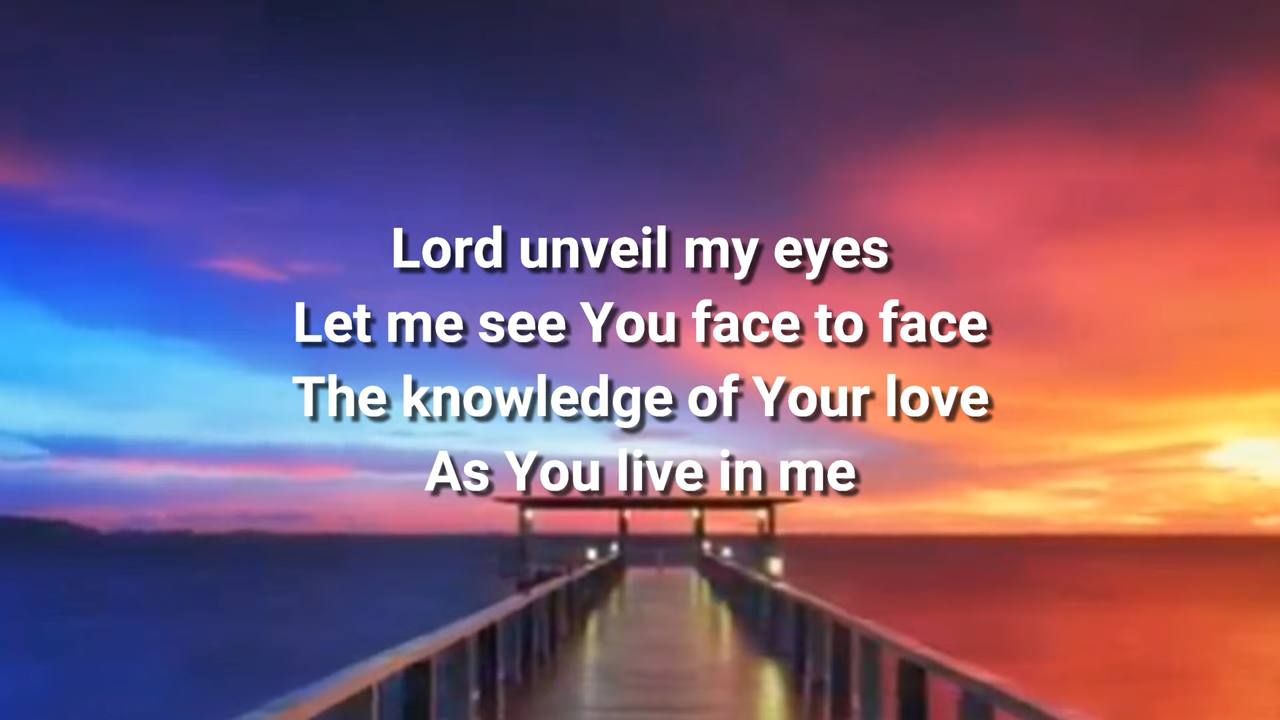 Lord unveil my eyes
Let me see You face to face
The knowledge of Your love
As You live in me